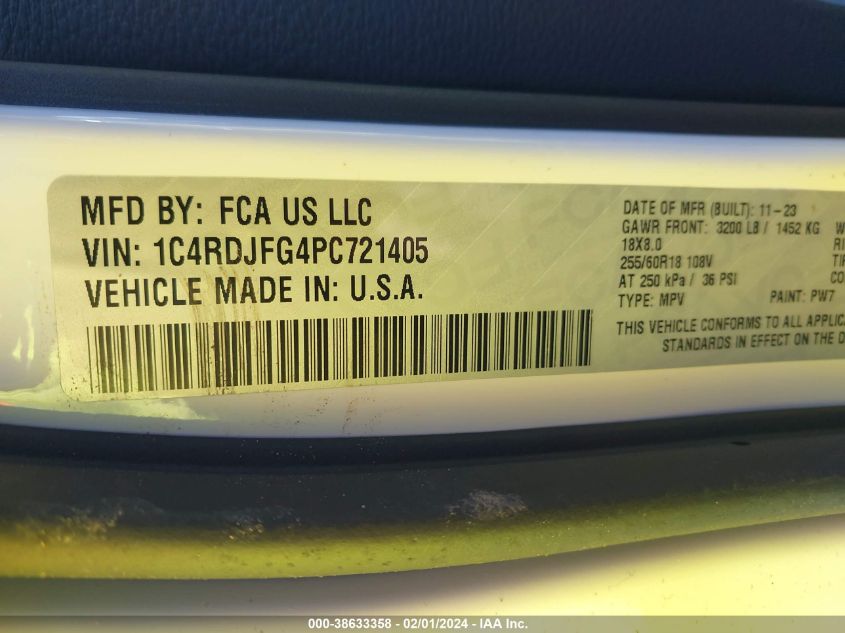 MFD BY: FCA US LLC
VIN: 1C4RDJFG4PC721405
VEHICLE MADE IN: U.S.A.
DATE OF MFR (BUILT): 11-23
GAWR FRONT: 3200 LB / 1452 KG
18X8.0
255/60R18 108V
AT 250 kPa / 36 PSI
TYPE: MPV PAINT: PW7
THIS VEHICLE CONFORMS TO ALL
STANDARDS IN EFFECT ON THE
000-38633358 - 02/01/2024 - IAA Inc.